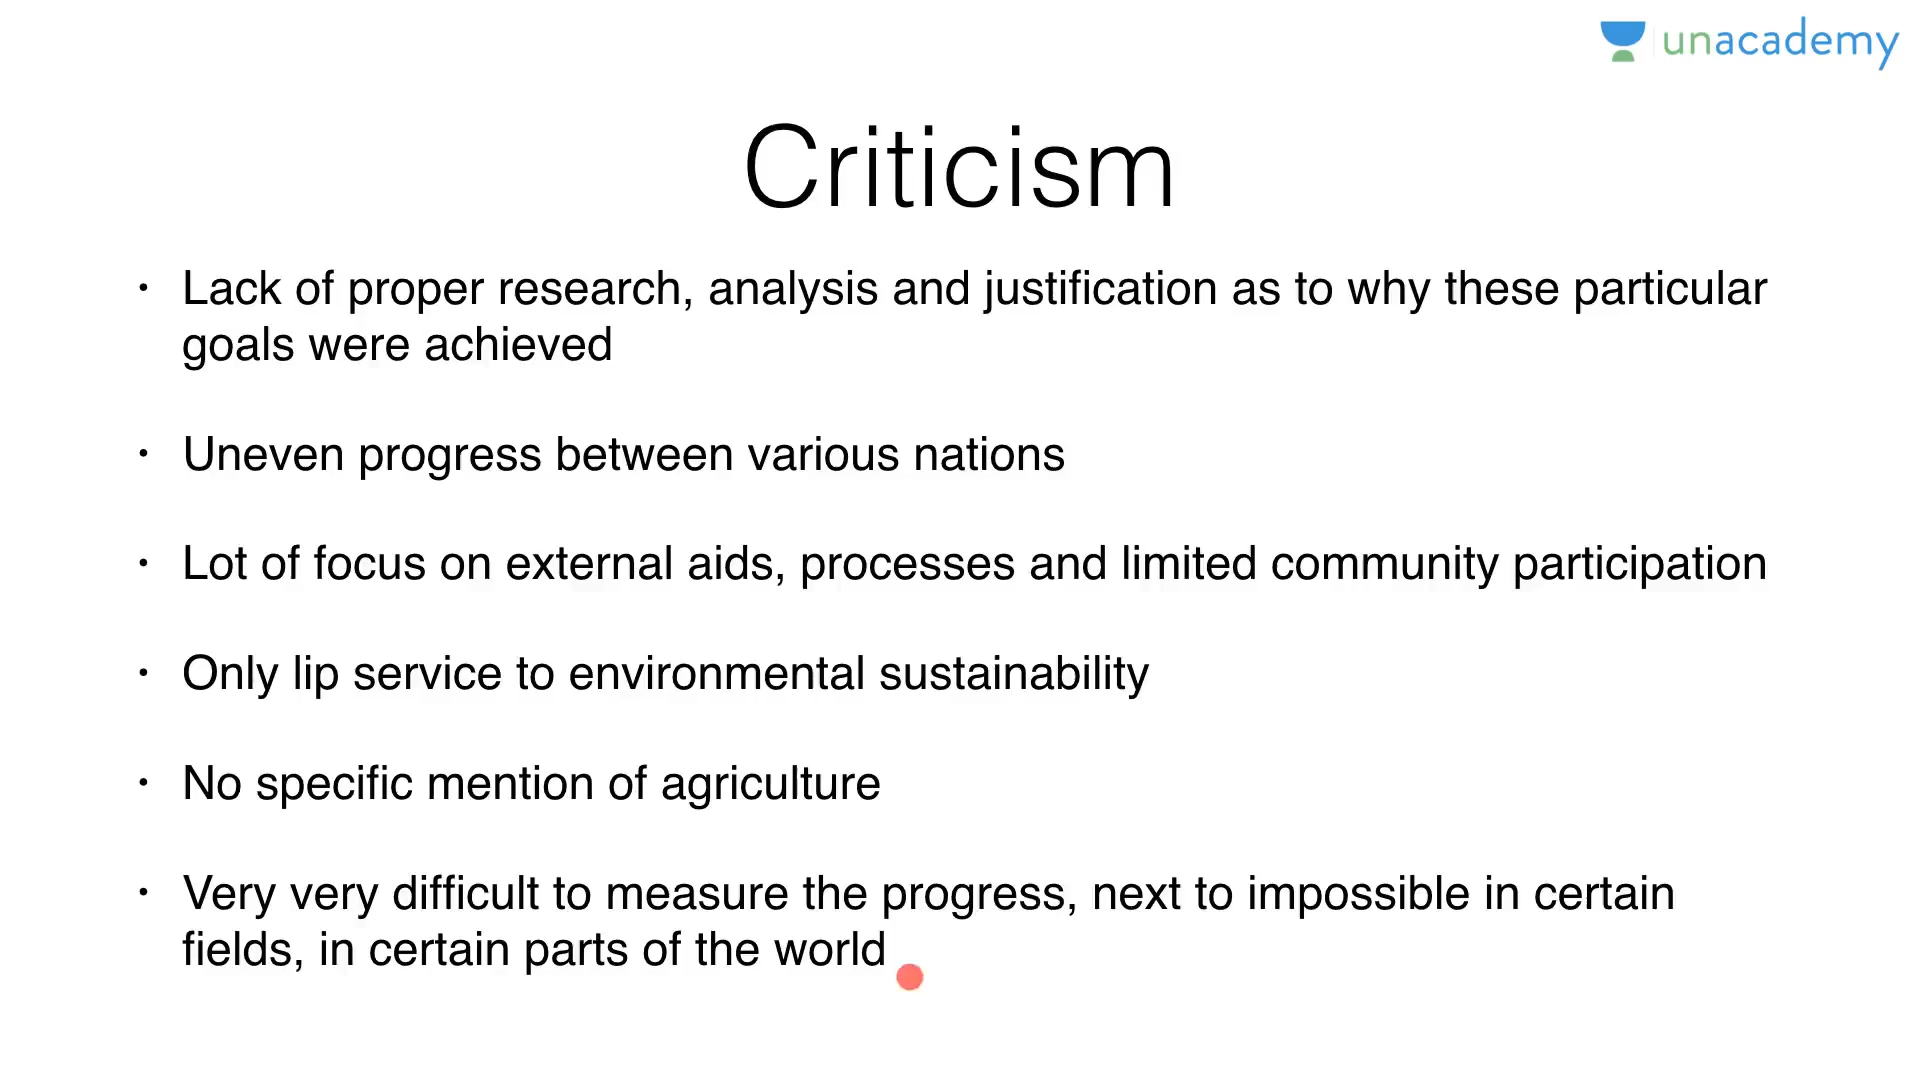 unacademy
Criticism
• Lack of proper research, analysis and justification as to why these particular
goals were achieved
• Uneven progress between various nations
• Lot of focus on external aids, processes and limited community participation
• Only lip service to environmental sustainability
• No specific mention of agriculture
• Very very difficult to measure the progress, next to impossible in certain
fields, in certain parts of the world